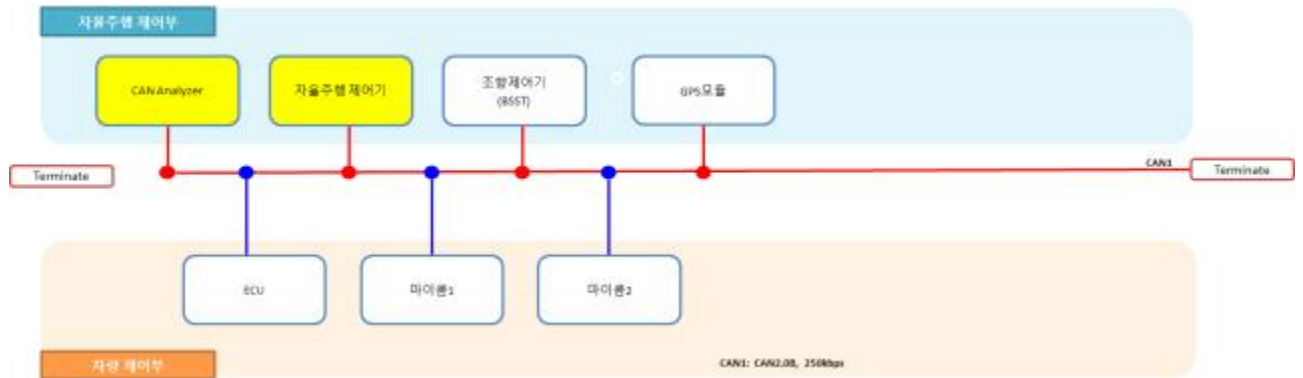 자율주행 제어부
CAN Analyzer
자율주행 제어기
조향제어기
(BSST)
GPS모듈
CAN1
Terminate
Terminate
ECU
마이콤1
마이콤2
차량 제어부
CAN1: CAN2.0B, 250kbps